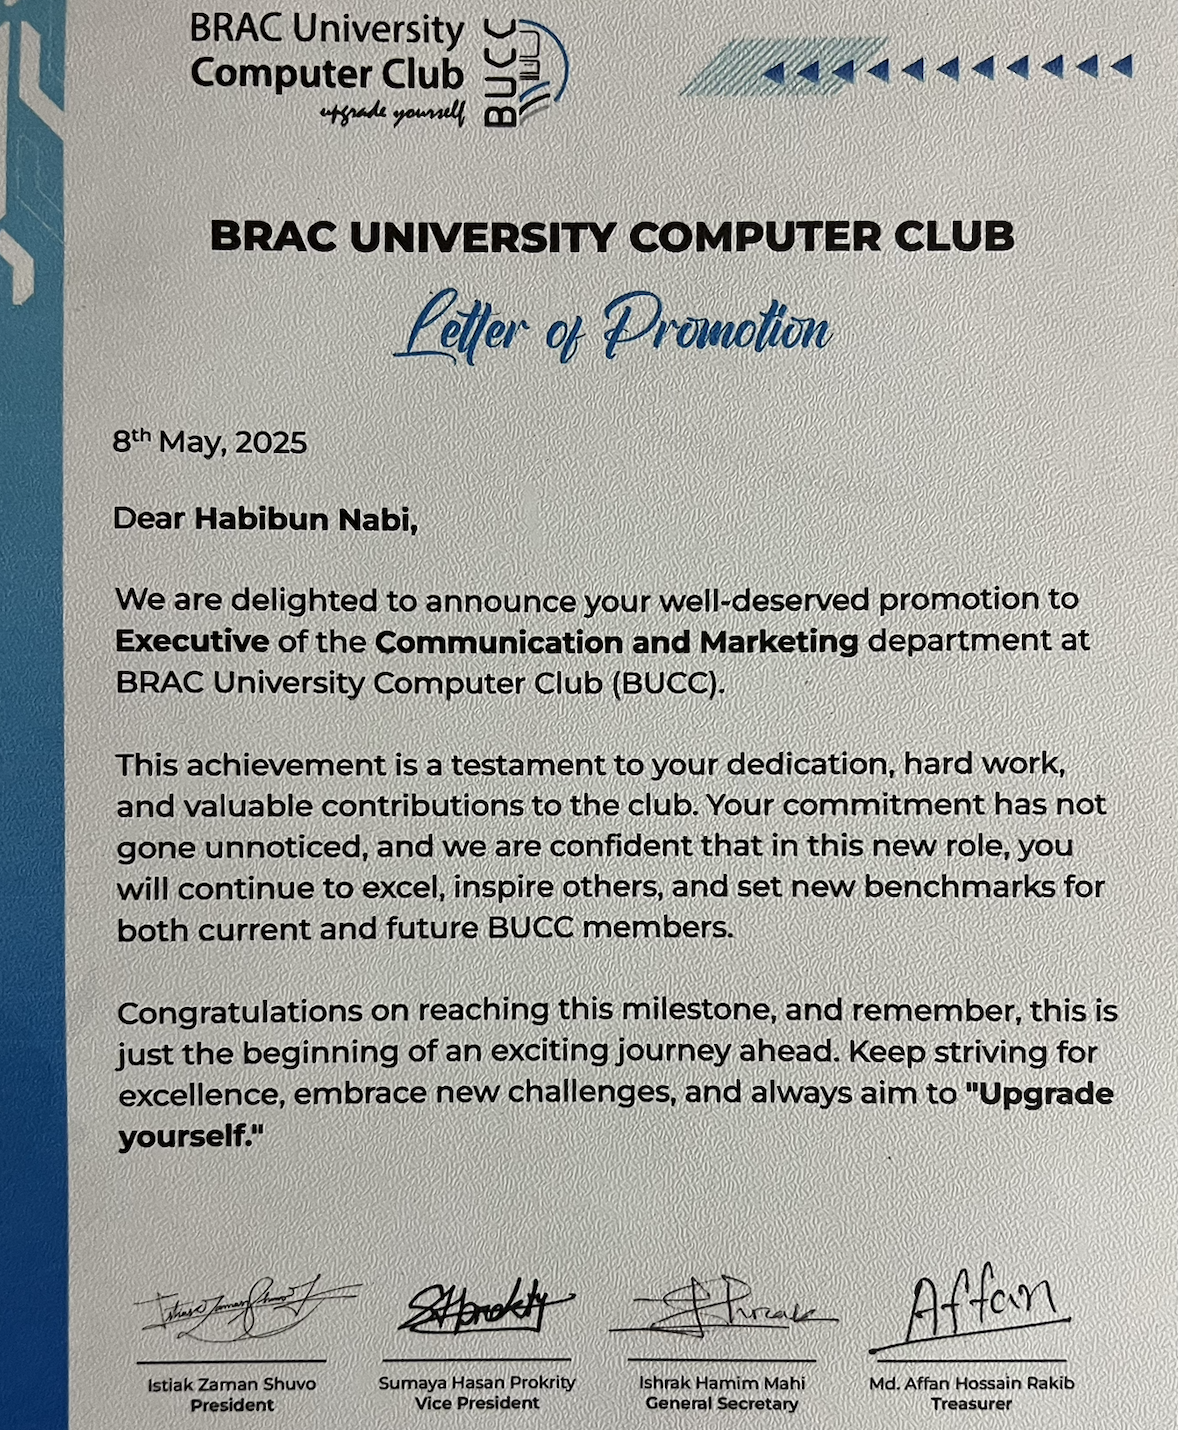 BRAC University
Computer Club
upgrade yourself
BUCC
BRAC UNIVERSITY COMPUTER CLUB
Letter of Promotion
8th May, 2025
Dear Habibun Nabi,
We are delighted to announce your well-deserved promotion to
Executive of the Communication and Marketing department at
BRAC University Computer Club (BUCC).
This achievement is a testament to your dedication, hard work,
and valuable contributions to the club. Your commitment has not
gone unnoticed, and we are confident that in this new role, you
will continue to excel, inspire others, and set new benchmarks for
both current and future BUCC members.
Congratulations on reaching this milestone, and remember, this is
just the beginning of an exciting journey ahead. Keep striving for
excellence, embrace new challenges, and always aim to "Upgrade
yourself."
Istiak Zaman Shuvo
SHprokrty
Affan
Istiak Zaman Shuvo
President
Sumaya Hasan Prokrity
Vice President
Ishrak Hamim Mahi
General Secretary
Md. Affan Hossain Rakib
Treasurer